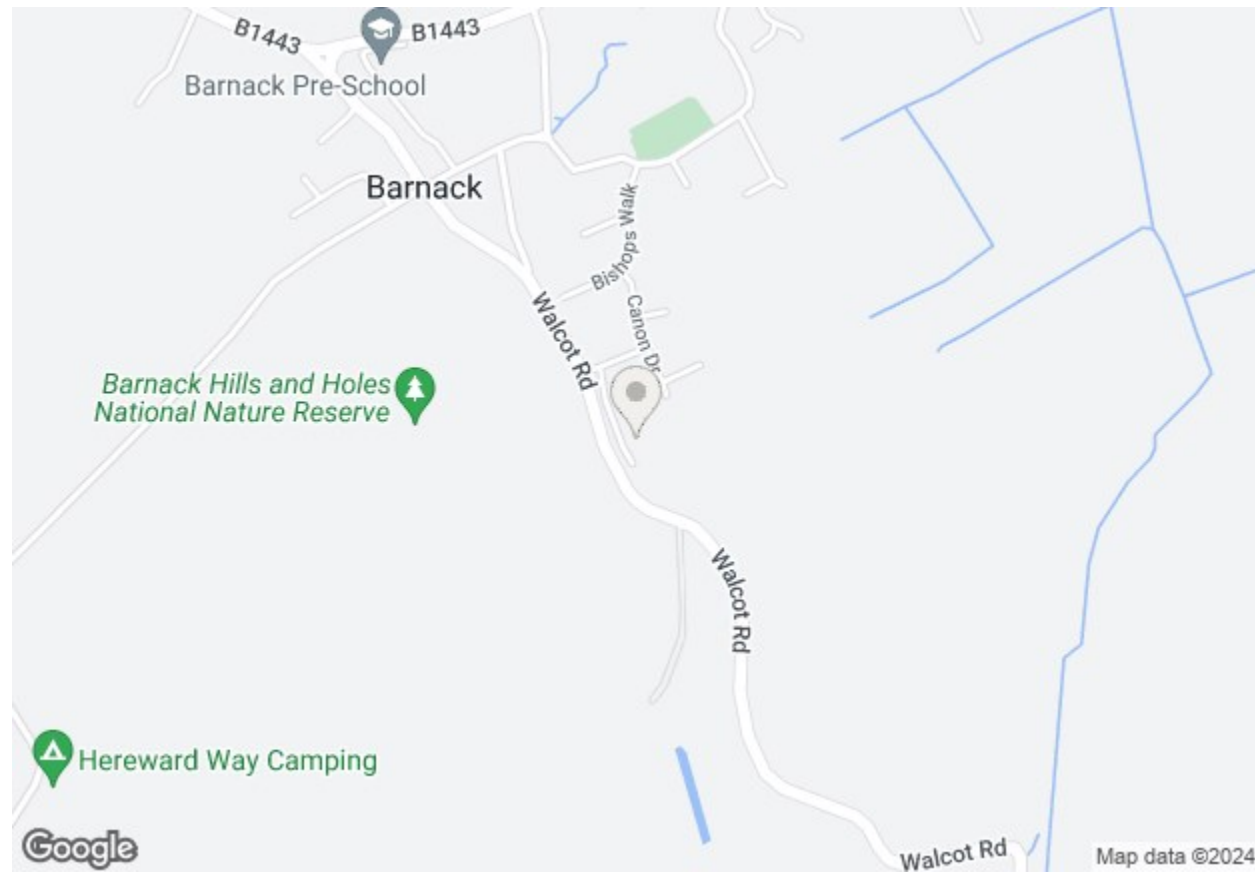 B1443
B1443
Barnack Pre-School
Barnack
Bishops Walk
Canon Dr
Walcot Rd
Barnack Hills and Holes
National Nature Reserve
Walcot Rd
Hereward Way Camping
Walcot Rd
Google
Map data ©2024